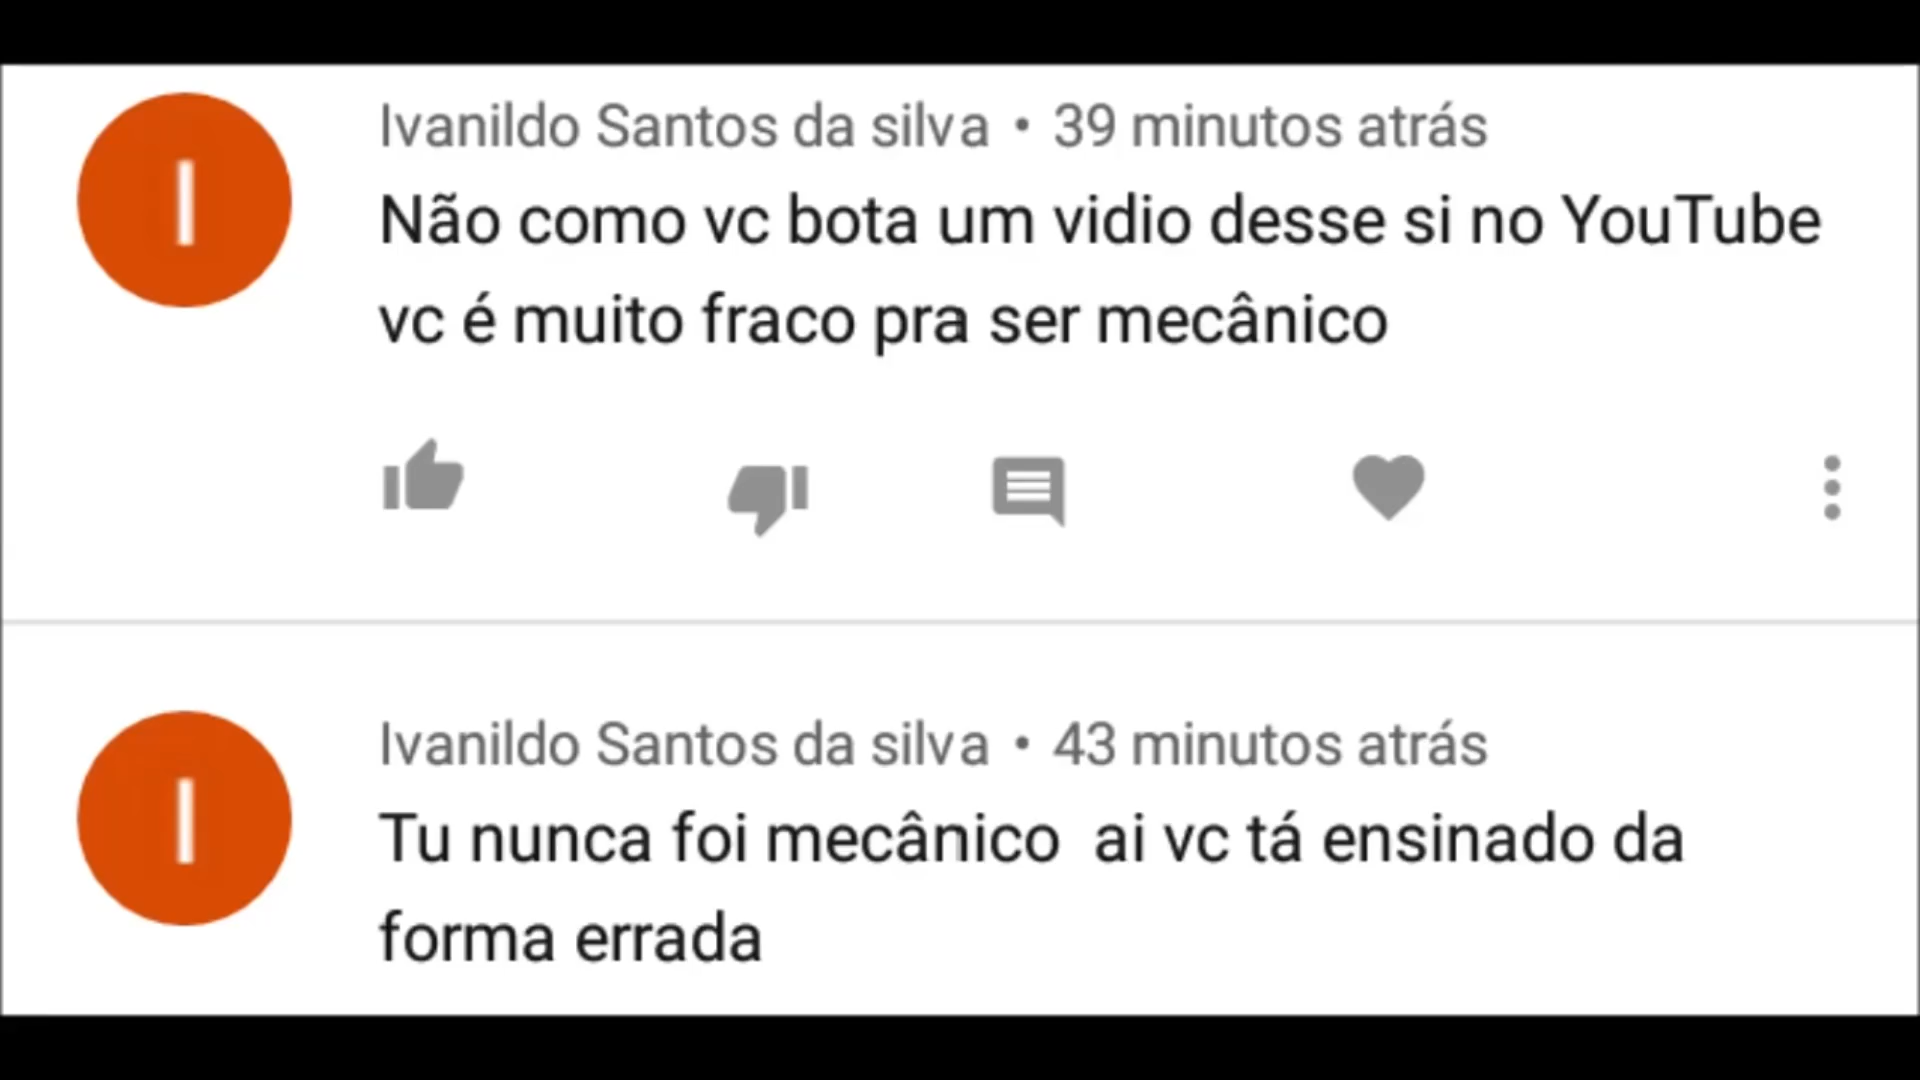 I
Ivanildo Santos da silva • 39 minutos atrás
Não como vc bota um vidio desse si no YouTube
vc é muito fraco pra ser mecânico
I
Ivanildo Santos da silva • 43 minutos atrás
Tu nunca foi mecânico  ai vc tá ensinado da
forma errada